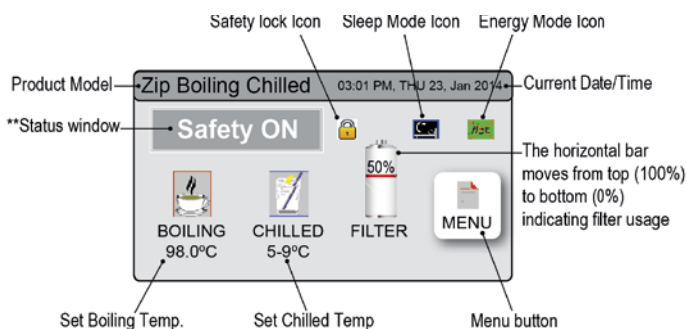 Safety lock Icon
Sleep Mode Icon
Energy Mode Icon
Product Model
Zip Boiling Chilled
03:01 PM, THU 23, Jan 2014
Current Date/Time
**Status window
Safety ON
50%
The horizontal bar
moves from top (100%)
to bottom (0%)
indicating filter usage
BOILING
98.0ºC
CHILLED
5-9ºC
FILTER
MENU
Set Boiling Temp.
Set Chilled Temp
Menu button